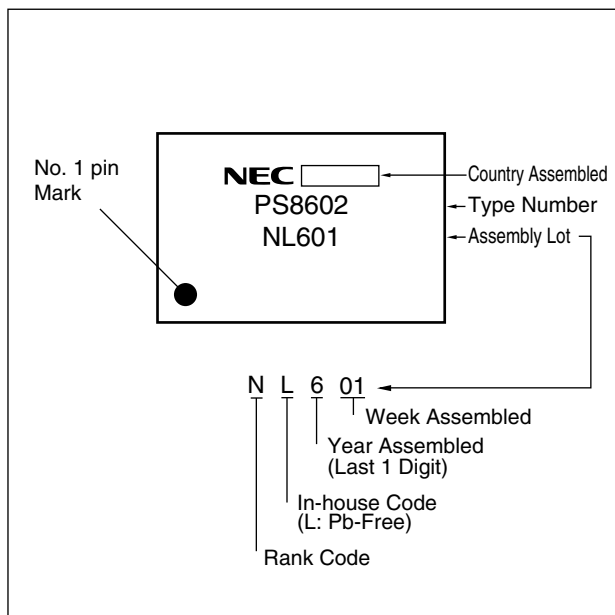 No. 1 pin
Mark
NEC
Country Assembled
PS8602
Type Number
NL601
Assembly Lot
N L 6 01
Week Assembled
Year Assembled
(Last 1 Digit)
In-house Code
(L: Pb-Free)
Rank Code